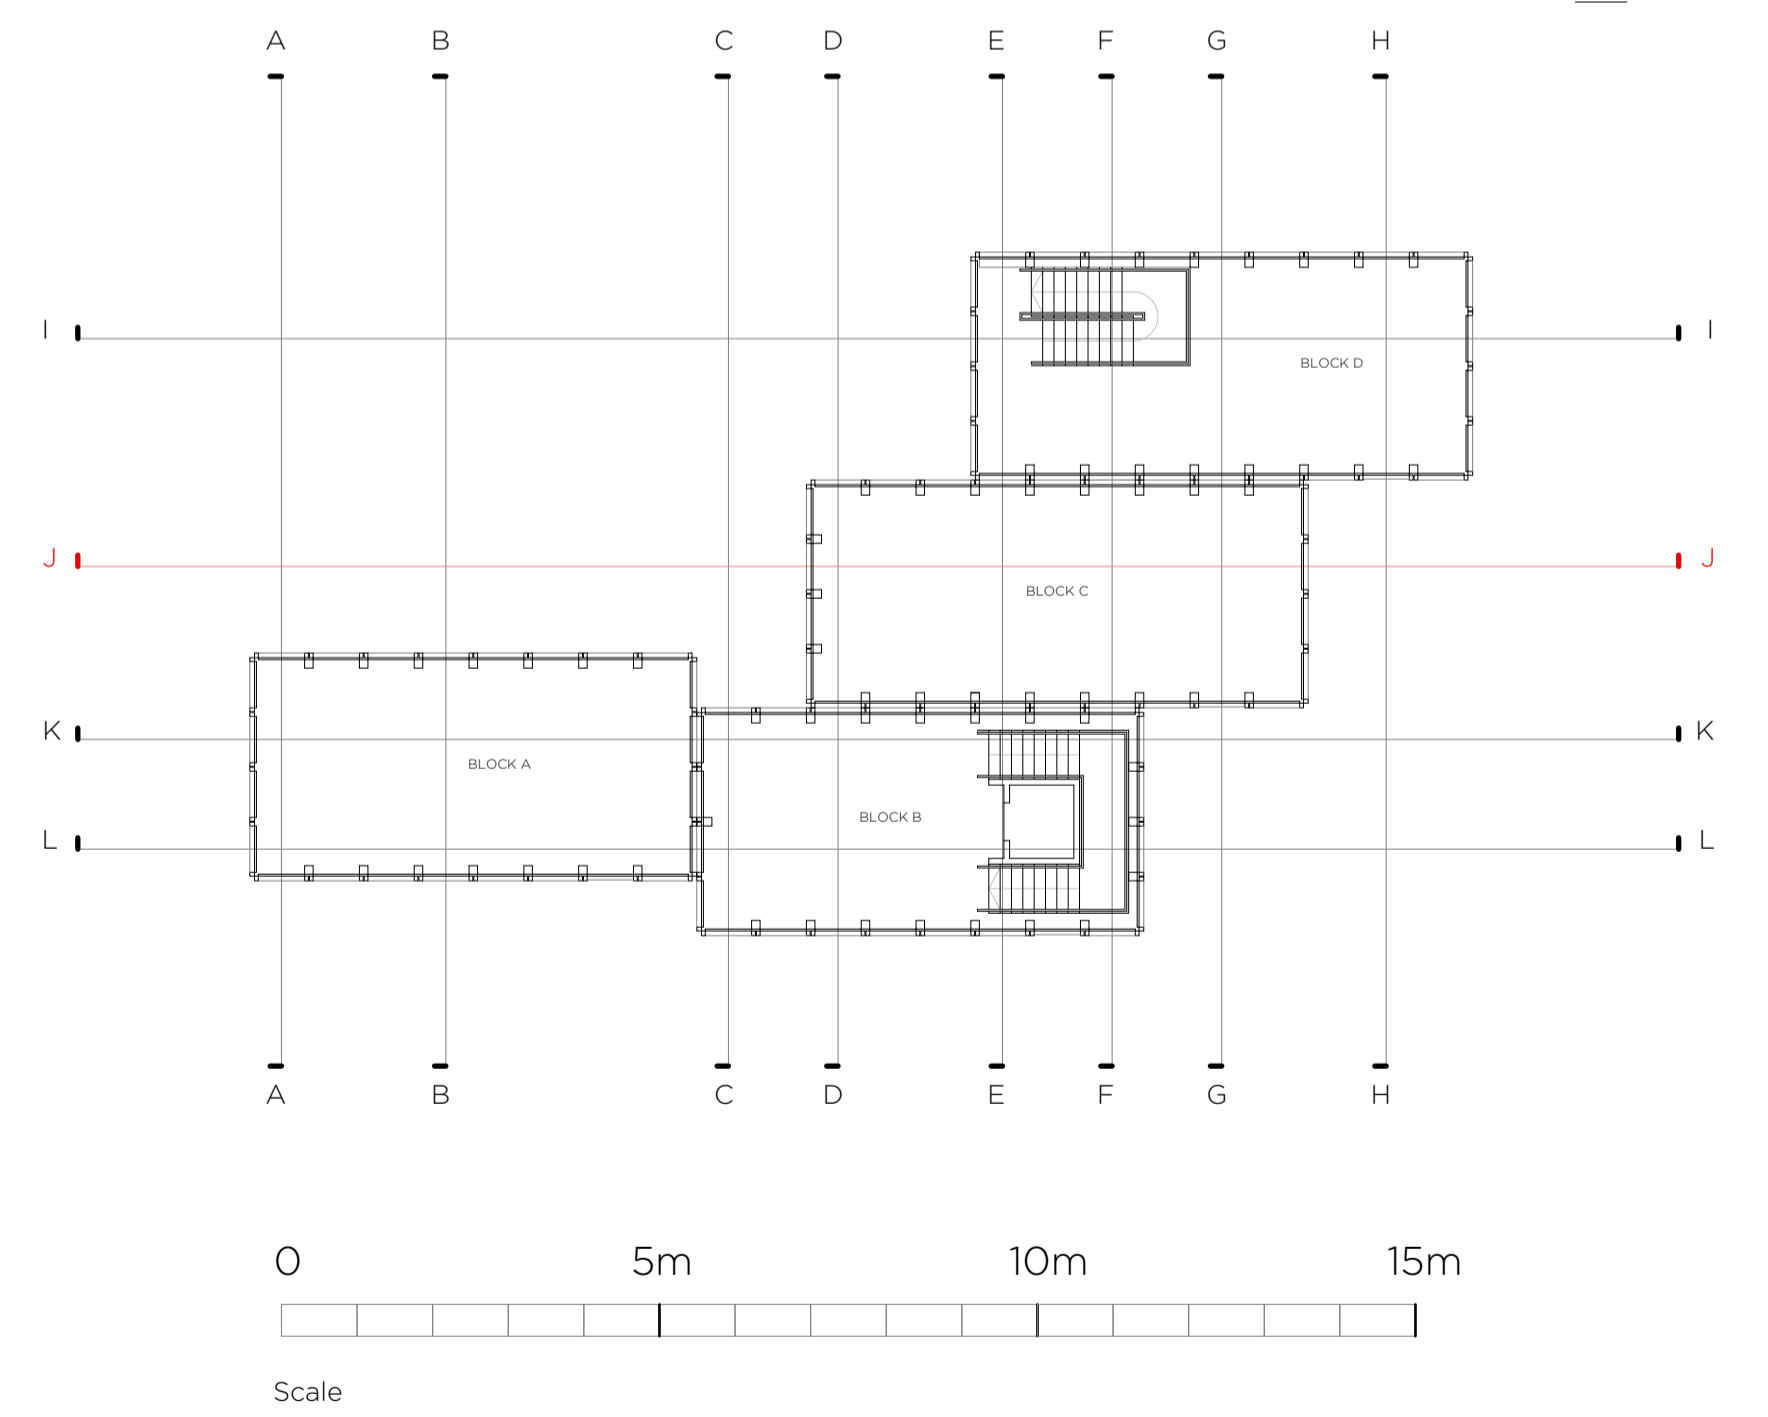 A B C D E F G H
I I
BLOCK D
J J
BLOCK C
K K
BLOCK A
BLOCK B
L L
A B C D E F G H
0 5m 10m 15m
Scale